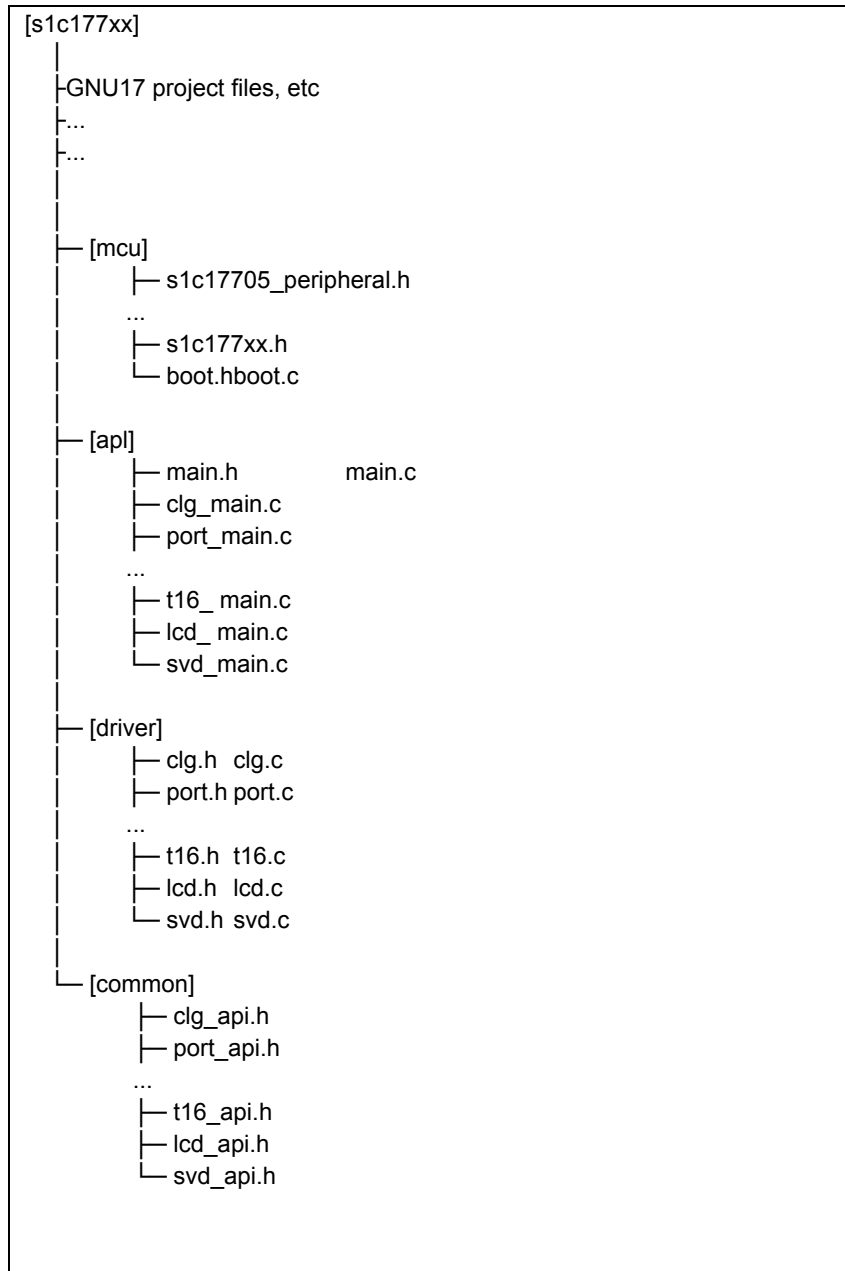 [s1c177xx]
GNU17 project files, etc
...
...
[mcu]
s1c17705_peripheral.h
...
s1c177xx.h
boot.hboot.c
[apl]
main.h main.c
clg_main.c
port_main.c
...
t16_ main.c
lcd_ main.c
svd_main.c
[driver]
clg.h clg.c
port.h port.c
...
t16.h t16.c
lcd.h lcd.c
svd.h svd.c
[common]
clg_api.h
port_api.h
...
t16_api.h
lcd_api.h
svd_api.h